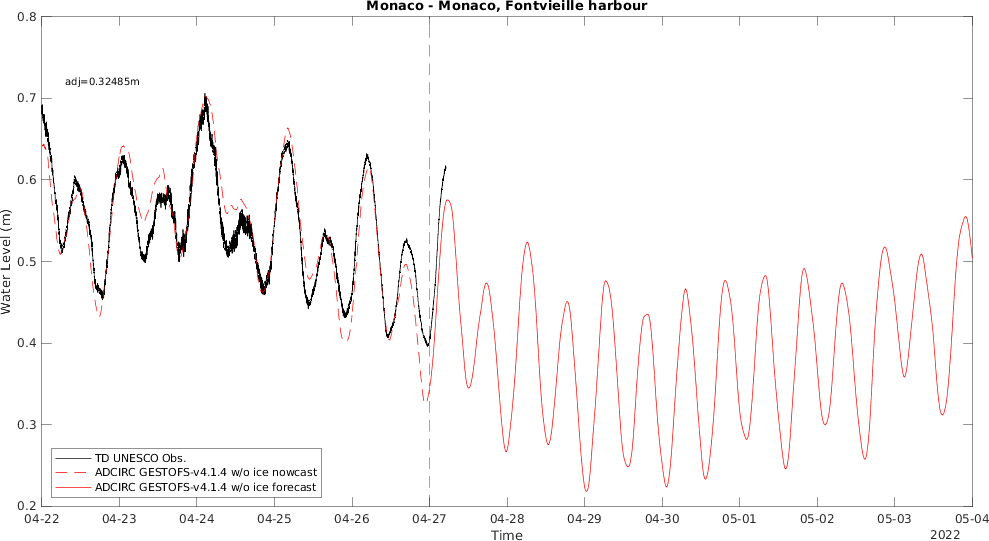 Monaco - Monaco, Fontvieille harbour
adj=0.32485m
Water Level (m)
0.8
0.7
0.6
0.5
0.4
0.3
0.2
TD UNESCO Obs.
ADCIRC GESTOFS-v4.1.4 w/o ice nowcast
ADCIRC GESTOFS-v4.1.4 w/o ice forecast
04-22 04-23 04-24 04-25 04-26 04-27 04-28 04-29 04-30 05-01 05-02 05-03 05-04
Time
2022